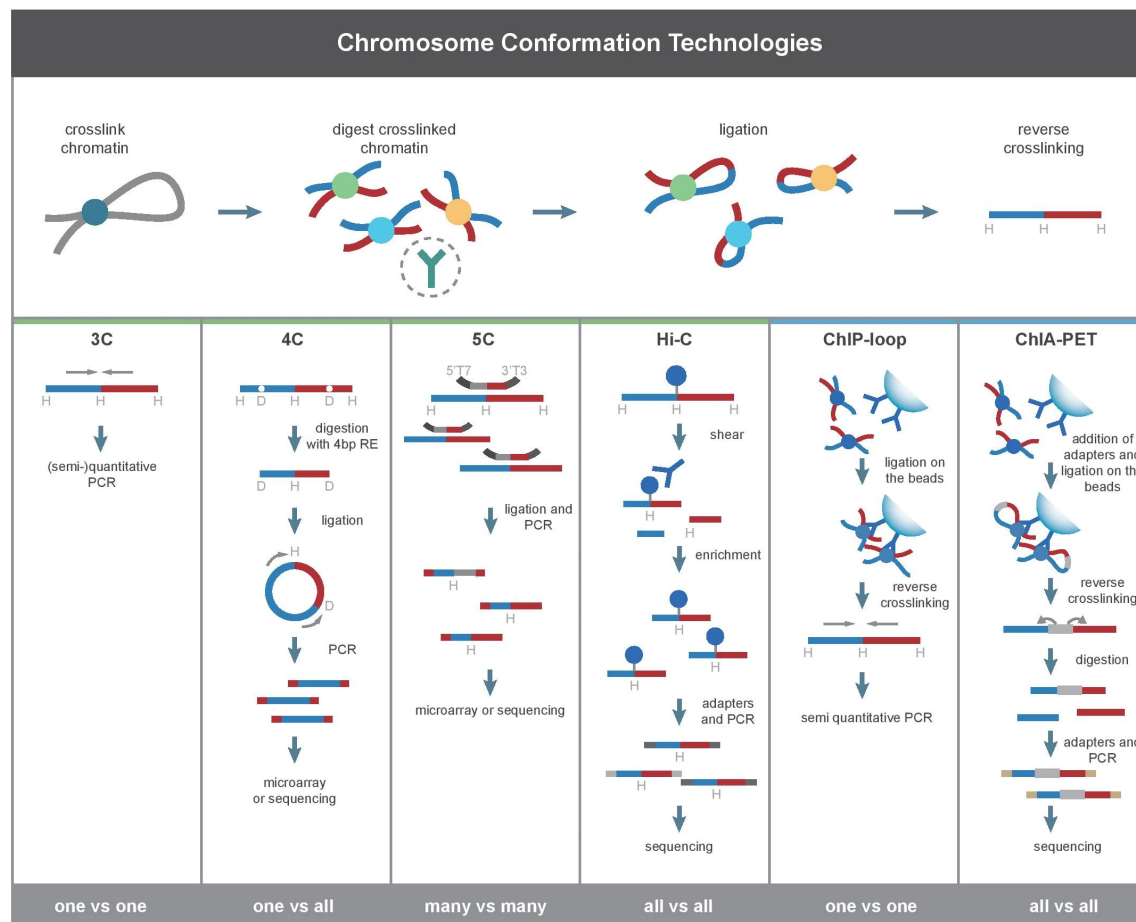 Chromosome Conformation Technologies
crosslink
chromatin
digest crosslinked
chromatin
ligation
reverse
crosslinking
H H H
3C
H H H
(semi-)quantitative
PCR
one vs one
4C
H D H D H
digestion
with 4bp RE
D H D
ligation
H
D
PCR
microarray
or sequencing
one vs all
5C
5'T7 3'T3
H H H
ligation and
PCR
H
H
H
microarray or sequencing
many vs many
Hi-C
H H H
shear
H H
enrichment
H
H
H
adapters
and PCR
H
H H
sequencing
all vs all
ChIP-loop
ligation on
the beads
reverse
crosslinking
H H H
semi quantitative PCR
one vs one
ChIA-PET
addition of
adapters and
ligation on the
beads
reverse
crosslinking
digestion
adapters and
PCR
sequencing
all vs all